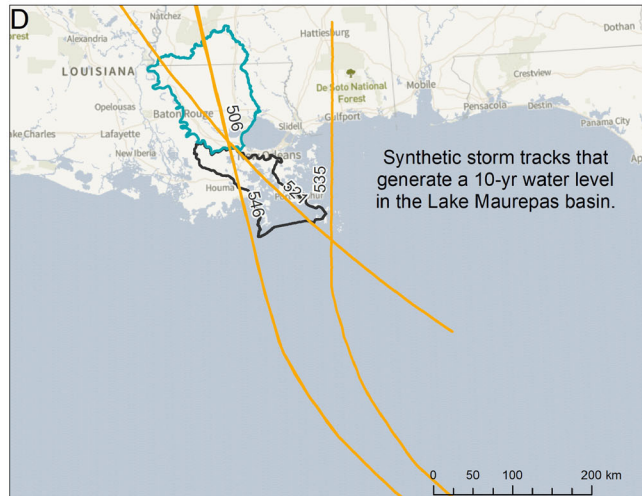 D
Natchez
Hattiesburg
Dothan
Alexandria
LOUISIANA
De Soto National
Forest
Crestview
Opelousas
Baton Rouge
506
Mobile
Pensacola
Destin
Gulfport
Slidell
Panama City
Lake Charles
Lafayette
New Iberia
Orleans
Houma
546
521
535
Synthetic storm tracks that
generate a 10-yr water level
in the Lake Maurepas basin.
0 50 100 200 km